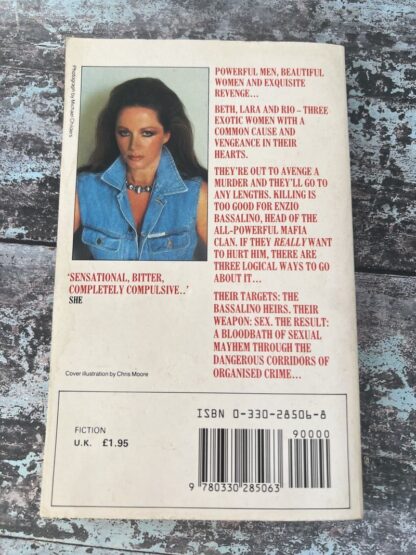 Photograph by Michael Childers
POWERFUL MEN, BEAUTIFUL
WOMEN AND EXQUISITE
REVENGE...
BETH, LARA AND RIO – THREE
EXOTIC WOMEN WITH A
COMMON CAUSE AND
VENGEANCE IN THEIR
HEARTS.
THEY'RE OUT TO AVENGE A
MURDER AND THEY'LL GO TO
ANY LENGTHS. KILLING IS
TOO GOOD FOR ENZIO
BASSALINO, HEAD OF THE
ALL-POWERFUL MAFIA
CLAN. IF THEY REALLY WANT
TO HURT HIM, THERE ARE
THREE LOGICAL WAYS TO GO
ABOUT IT...
THEIR TARGETS: THE
BASSALINO HEIRS. THEIR
WEAPON: SEX. THE RESULT:
A BLOODBATH OF SEXUAL
MAYHEM THROUGH THE
DANGEROUS CORRIDORS OF
ORGANISED CRIME...
'SENSATIONAL, BITTER,
COMPLETELY COMPULSIVE..'
SHE
Cover illustration by Chris Moore
FICTION
U.K. £1.95
ISBN 0-330-28506-8
90000
9 780330 285063